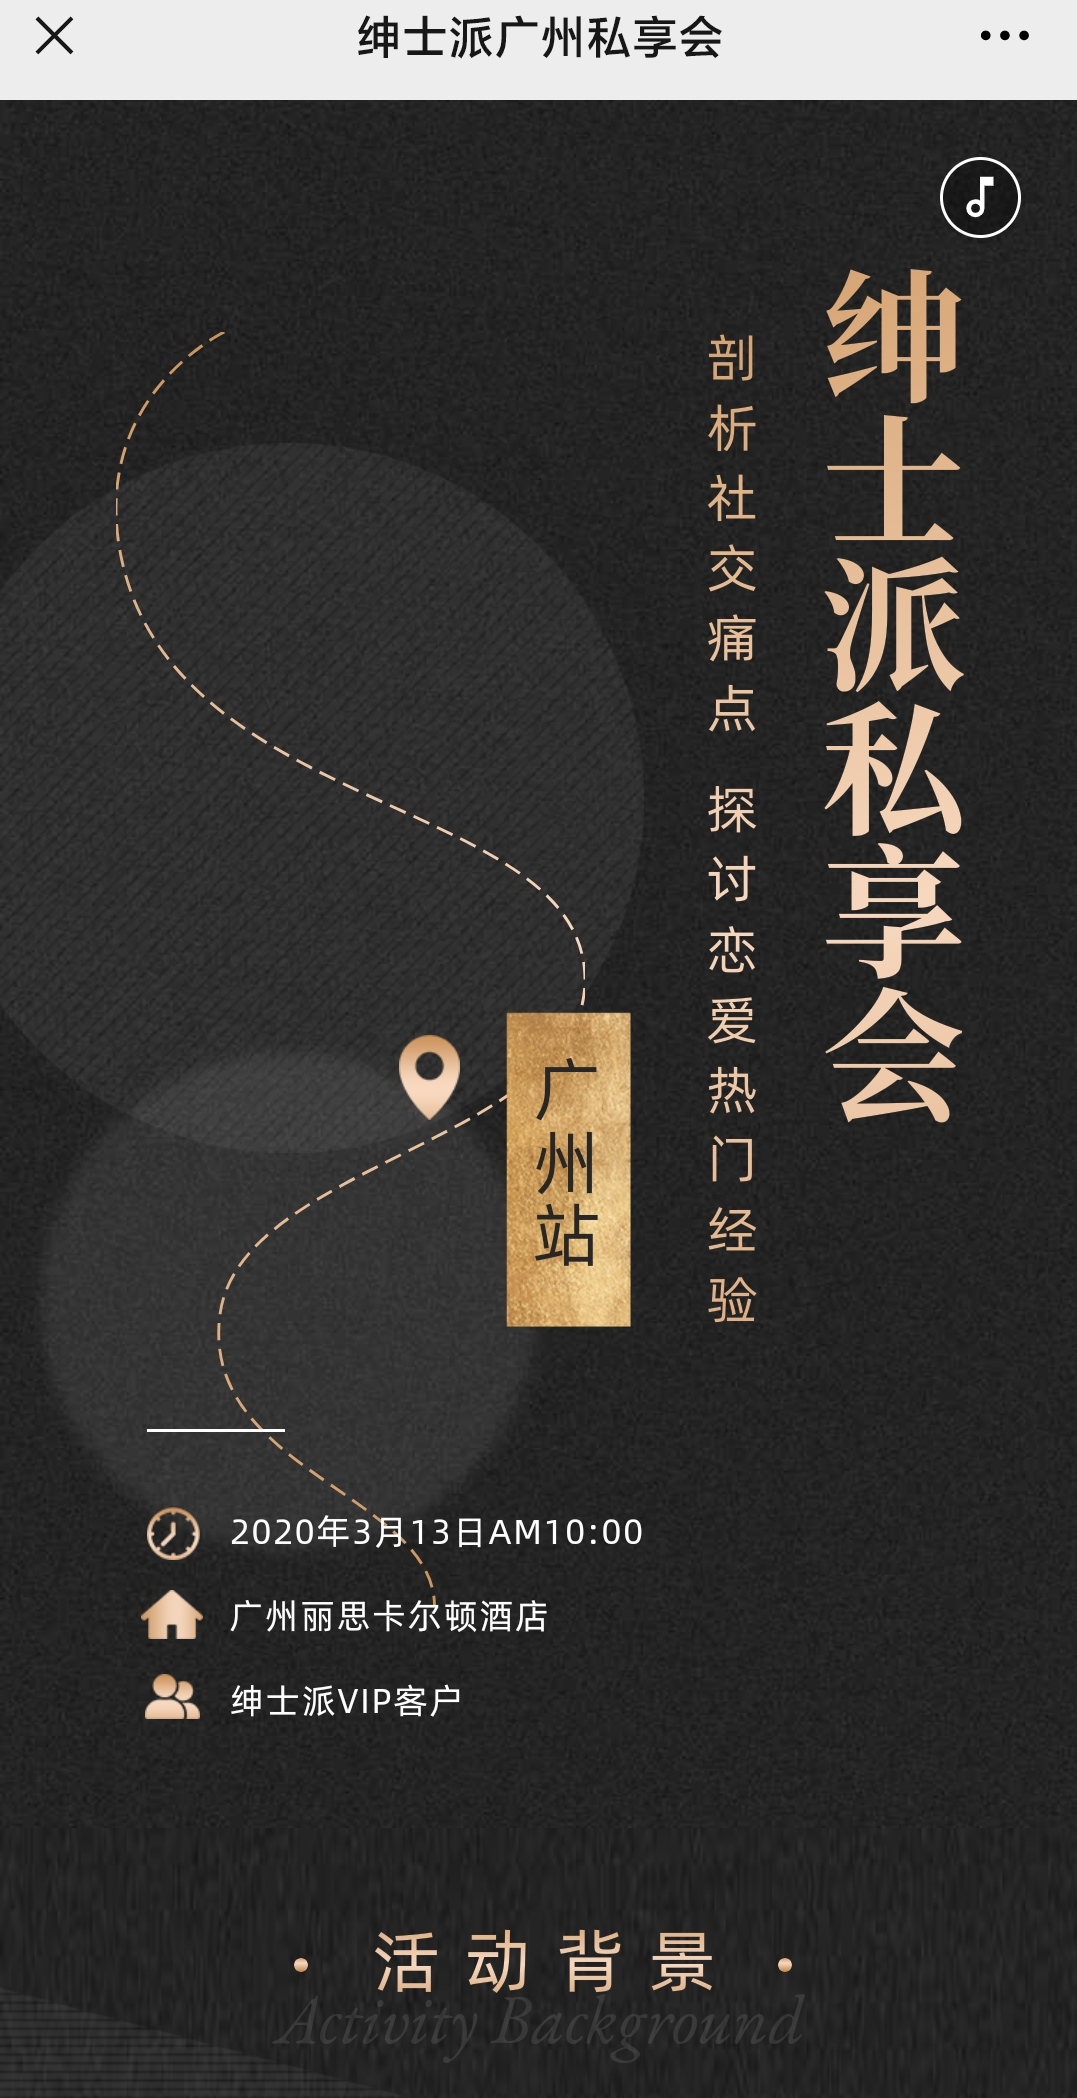 绅士派广州私享会
绅士派私享会
剖析社交痛点 探讨恋爱热门经验
广州站
2020年3月13日AM10:00
广州丽思卡尔顿酒店
绅士派VIP客户
活动背景
Activity Background